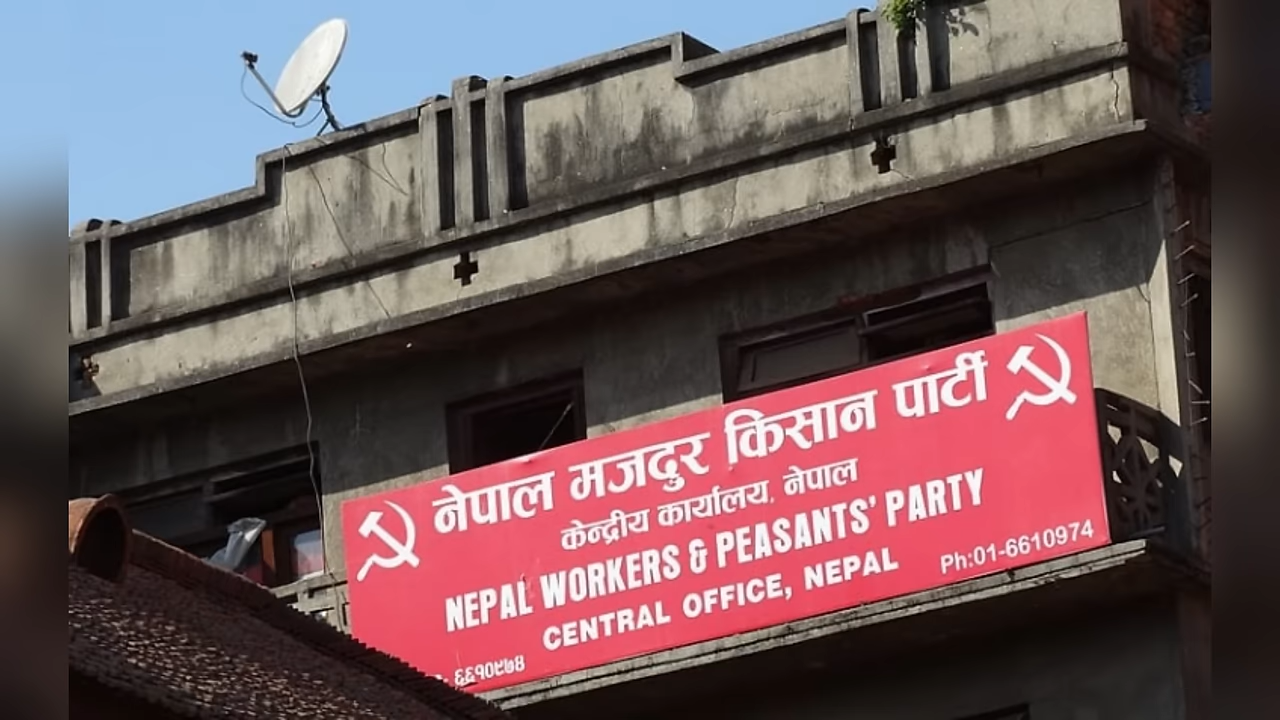 नेपाल मजदुर किसान पार्टी
केन्द्रीय कार्यालय, नेपाल
NEPAL WORKERS & PEASANTS' PARTY
CENTRAL OFFICE, NEPAL
६६१०९७४
Ph:01-6610974